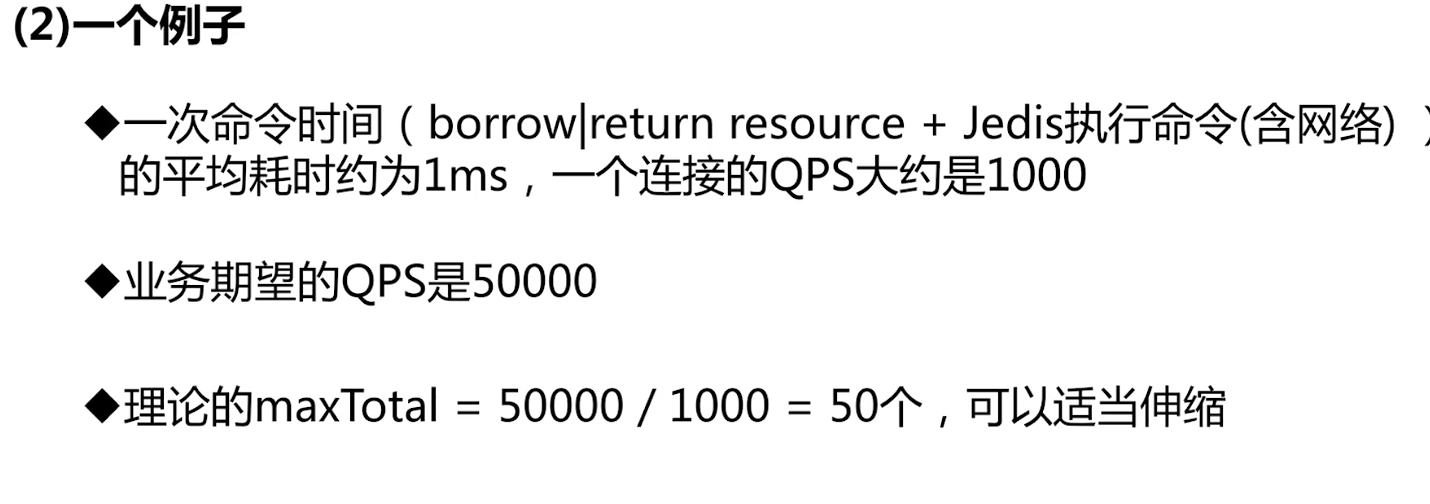 (2)一个例子
◆一次命令时间（borrow|return resource + Jedis执行命令(含网络) ）
的平均耗时约为1ms，一个连接的QPS大约是1000
◆业务期望的QPS是50000
◆理论的maxTotal = 50000 / 1000 = 50个，可以适当伸缩